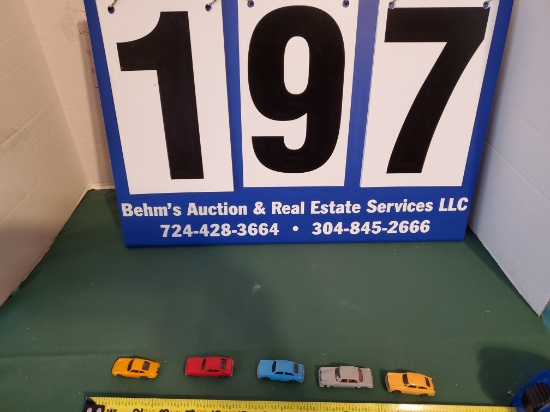 197
Behm's Auction & Real Estate Services LLC
724-428-3664 • 304-845-2666